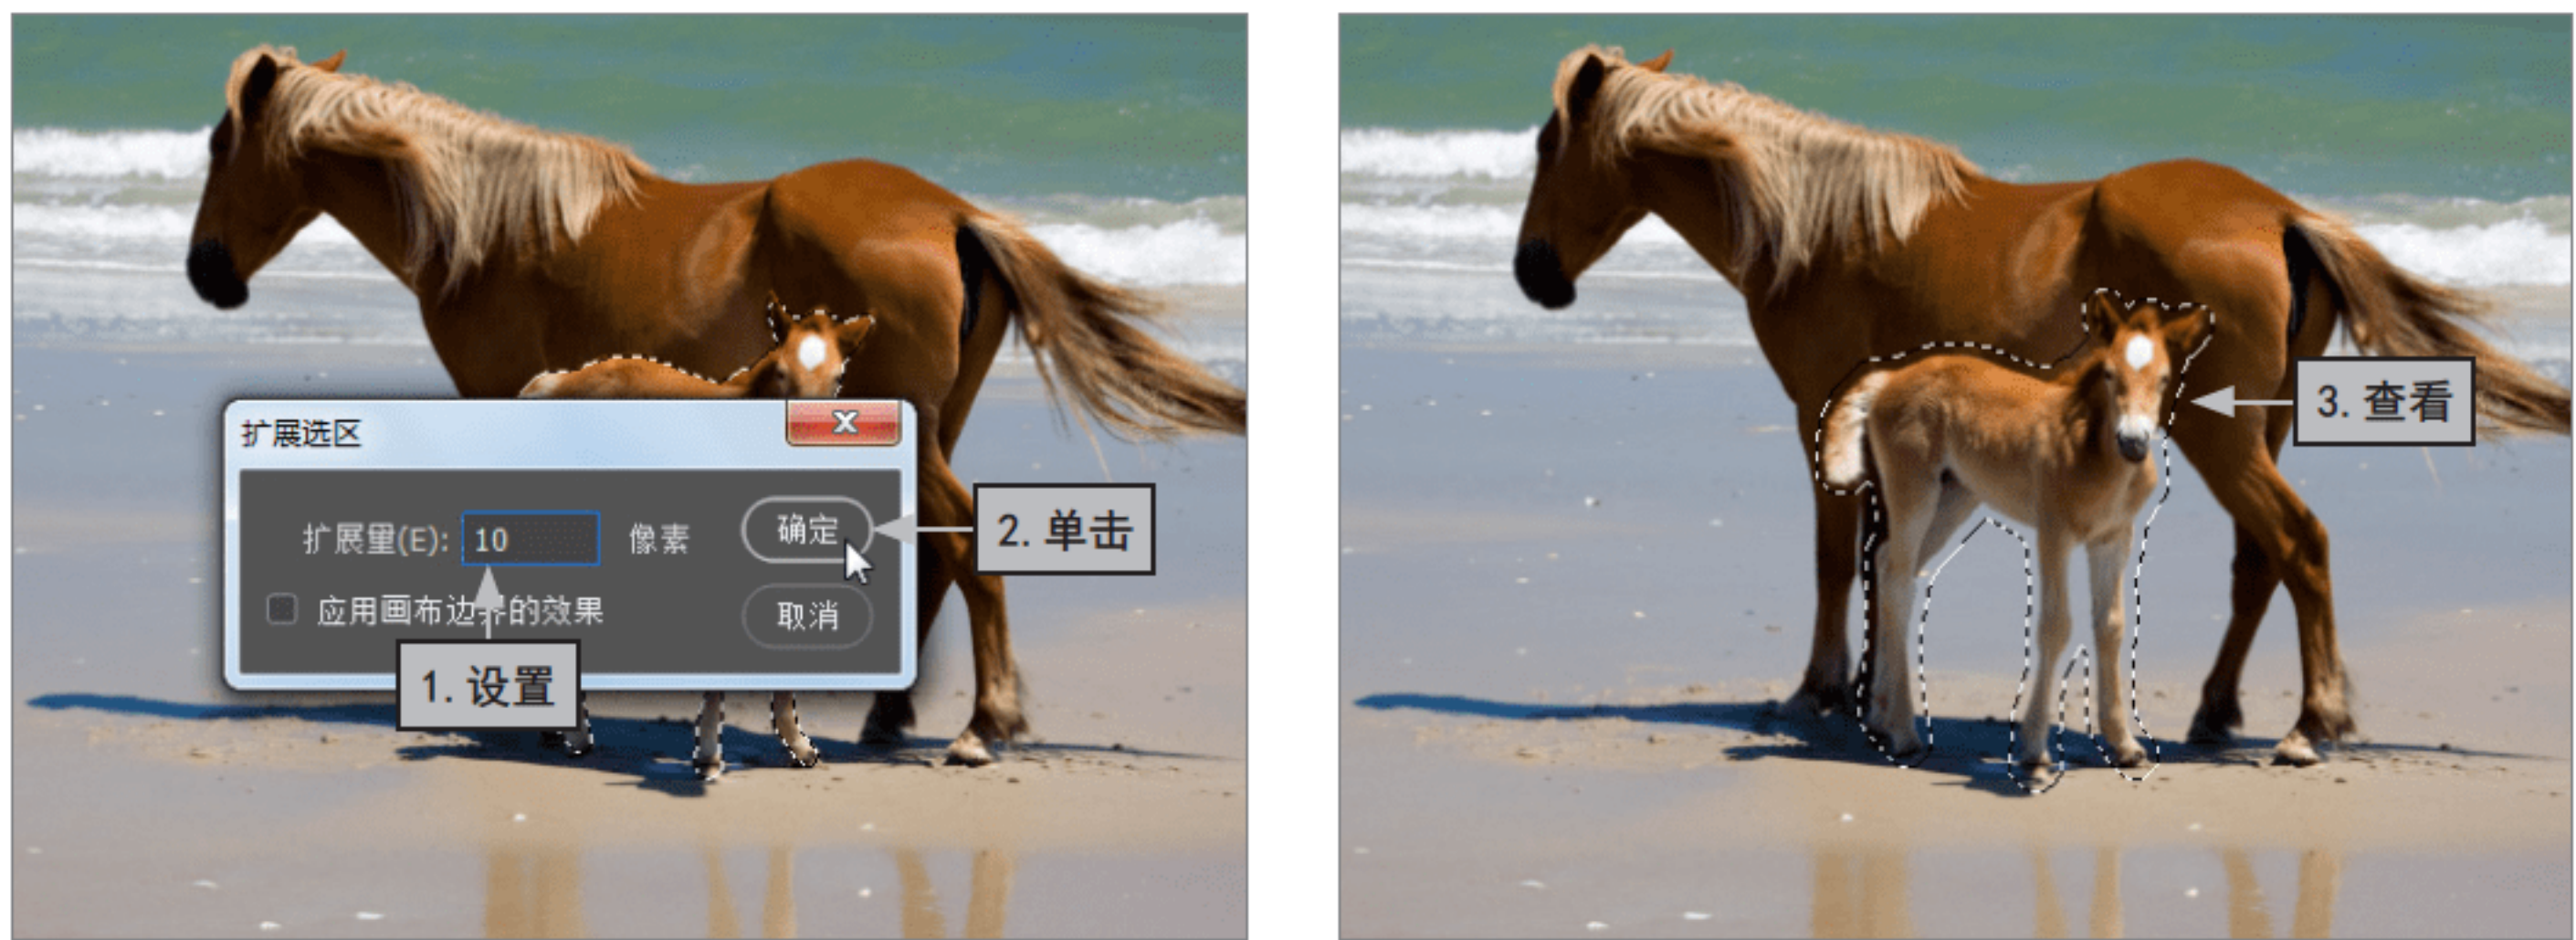 扩展选区
扩展量(E): 10 像素
确定
2. 单击
应用画布边界的效果
取消
1. 设置
3. 查看